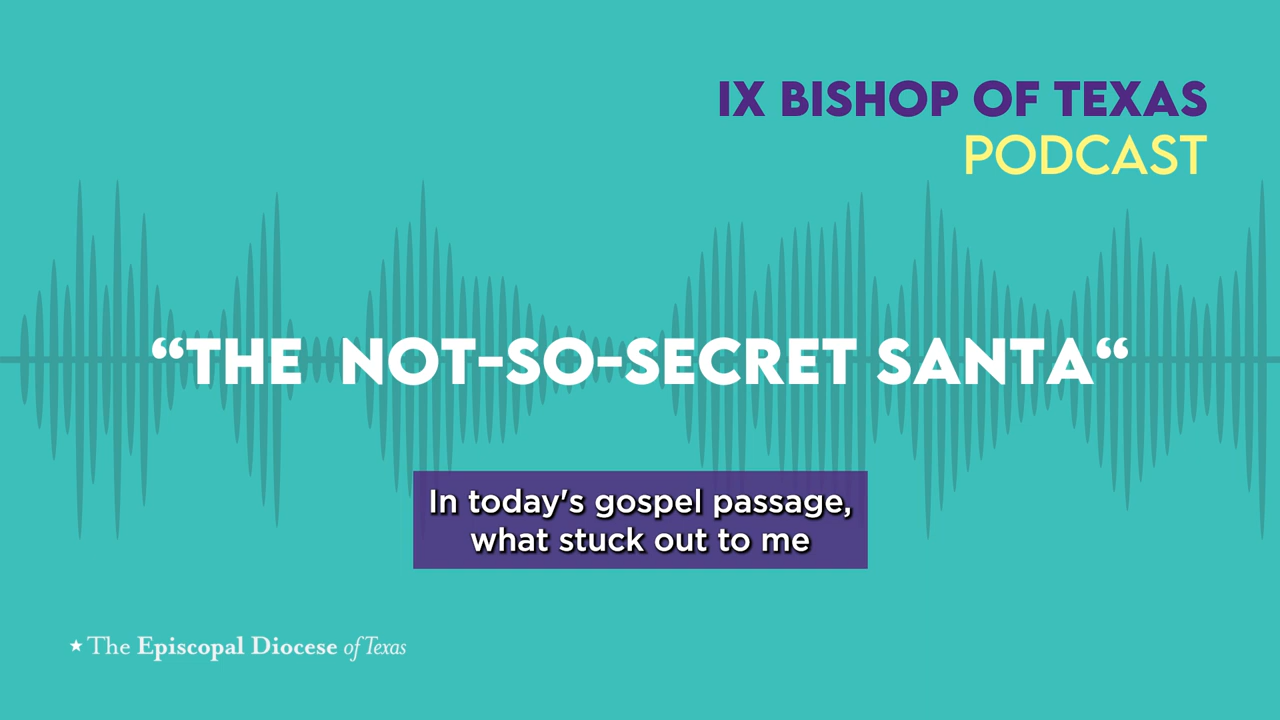 IX BISHOP OF TEXAS
PODCAST
“THE NOT-SO-SECRET SANTA“
In today's gospel passage,
what stuck out to me
The Episcopal Diocese of Texas